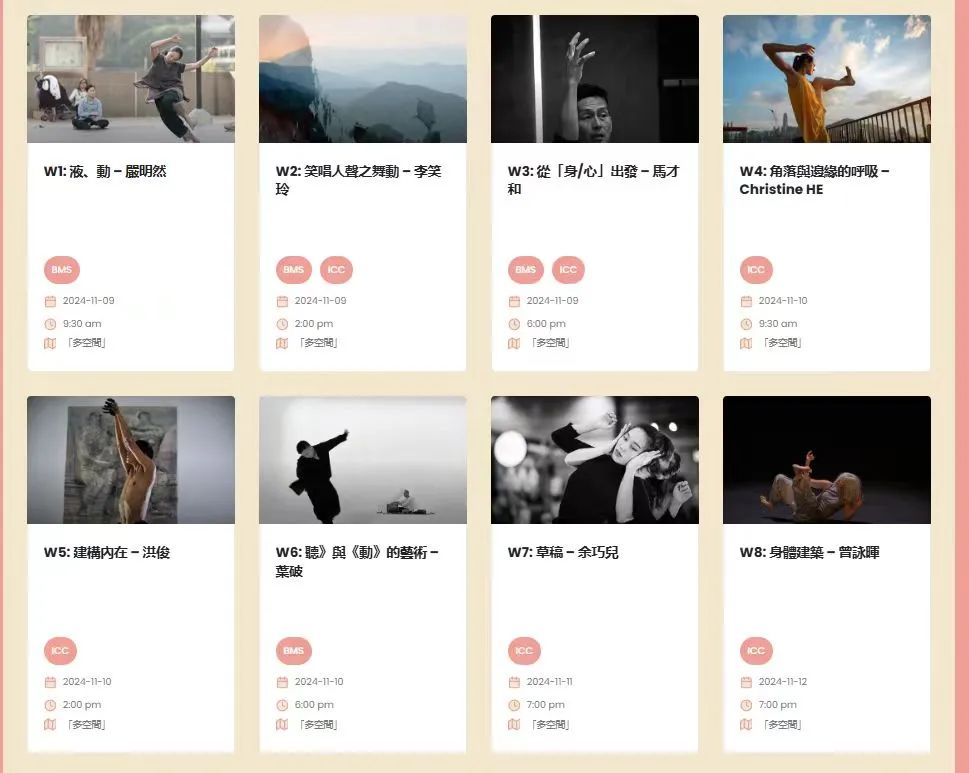 W1: 液、動 – 嚴明然
BMS
2024-11-09
9:30 am
「多空間」
W2: 笑唱人聲之舞動 – 李笑
玲
BMS ICC
2024-11-09
2:00 pm
「多空間」
W3: 從「身/心」出發 – 馬才
和
BMS ICC
2024-11-09
6:00 pm
「多空間」
W4: 角落與邊緣的呼吸 –
Christine HE
ICC
2024-11-10
9:30 am
「多空間」
W5: 建構內在 – 洪俊
ICC
2024-11-10
2:00 pm
「多空間」
W6: 聽》與《動》的藝術 –
葉破
BMS
2024-11-10
6:00 pm
「多空間」
W7: 草稿 – 余巧兒
ICC
2024-11-11
7:00 pm
「多空間」
W8: 身體建築 – 曾詠暉
ICC
2024-11-12
7:00 pm
「多空間」